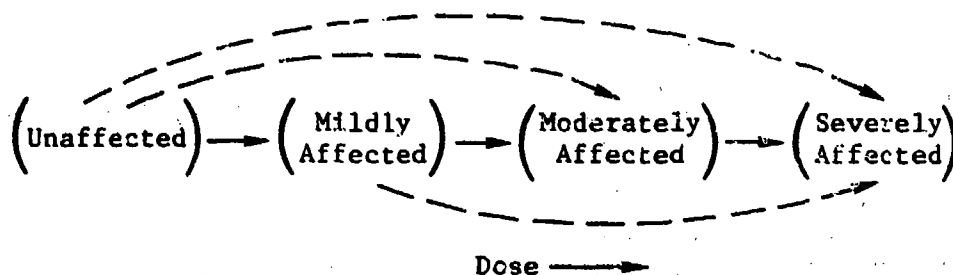 (Unaffected)
(Mildly
Affected)
(Moderately
Affected)
(Severely
Affected)
Dose